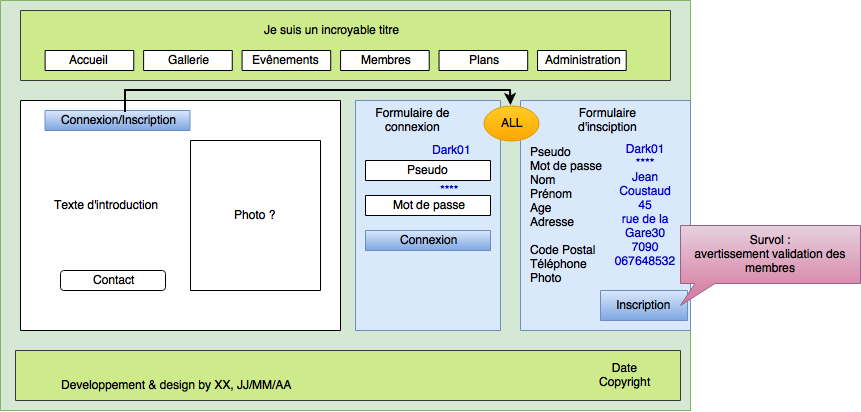 Je suis un incroyable titre
Accueil
Gallerie
Evênements
Membres
Plans
Administration
Connexion/Inscription
Texte d'introduction
Photo ?
Contact
Formulaire de
connexion
Dark01
Pseudo
****
Mot de passe
Connexion
ALL
Formulaire
d'insciption
Pseudo Dark01
Mot de passe ****
Nom Jean
Prénom Coustaud
Age 45
Adresse rue de la
Gare30
Code Postal 7090
Téléphone 067648532
Photo
Inscription
Survol :
avertissement validation des
membres
Developpement & design by XX, JJ/MM/AA
Date
Copyright